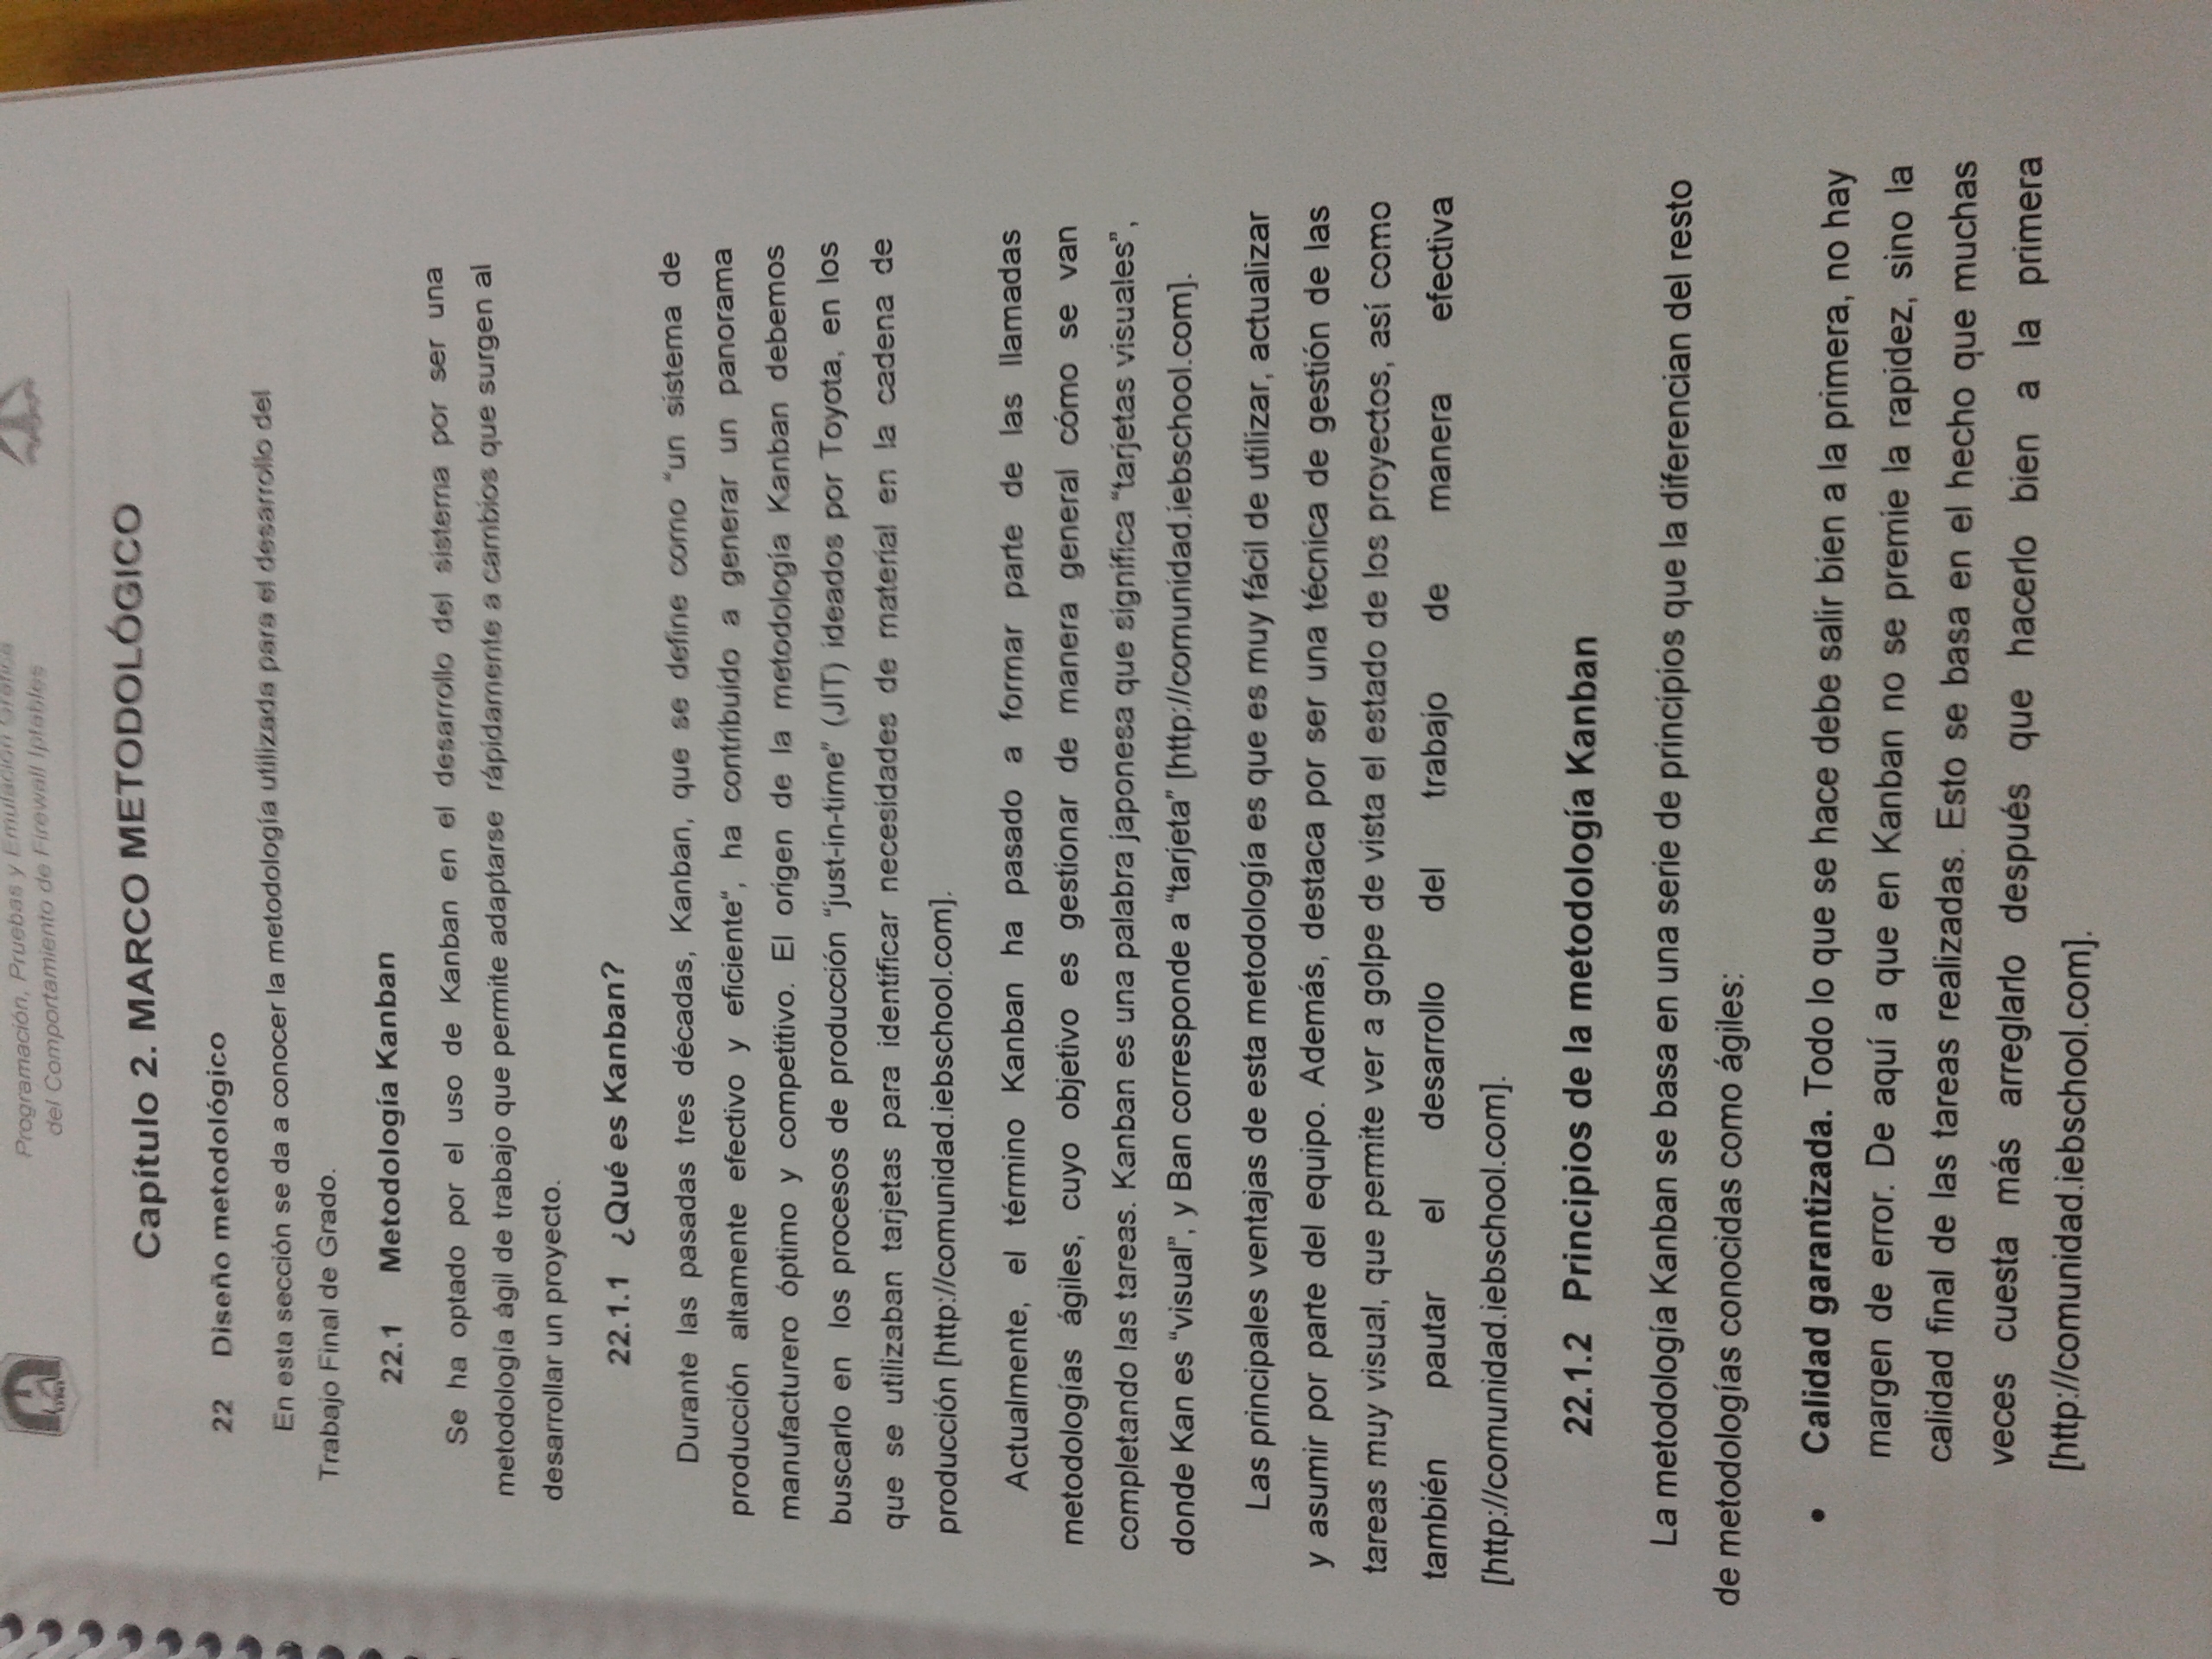 Programación, Pruebas y Emulación Gráfica
del Comportamiento de Firewall Iptables
Capítulo 2. MARCO METODOLÓGICO
22 Diseño metodológico
En esta sección se da a conocer la metodología utilizada para el desarrollo del
Trabajo Final de Grado.
22.1 Metodología Kanban
Se ha optado por el uso de Kanban en el desarrollo del sistema por ser una
metodología ágil de trabajo que permite adaptarse rápidamente a cambios que surgen al
desarrollar un proyecto.
22.1.1 ¿Qué es Kanban?
Durante las pasadas tres décadas, Kanban, que se define como “un sistema de
producción altamente efectivo y eficiente“, ha contribuido a generar un panorama
manufacturero óptimo y competitivo. El origen de la metodología Kanban debemos
buscarlo en los procesos de producción “just-in-time” (JIT) ideados por Toyota, en los
que se utilizaban tarjetas para identificar necesidades de material en la cadena de
producción [http://comunidad.iebschool.com].
Actualmente, el término Kanban ha pasado a formar parte de las llamadas
metodologías ágiles, cuyo objetivo es gestionar de manera general cómo se van
completando las tareas. Kanban es una palabra japonesa que significa “tarjetas visuales”,
donde Kan es “visual”, y Ban corresponde a “tarjeta” [http://comunidad.iebschool.com].
Las principales ventajas de esta metodología es que es muy fácil de utilizar, actualizar
y asumir por parte del equipo. Además, destaca por ser una técnica de gestión de las
tareas muy visual, que permite ver a golpe de vista el estado de los proyectos, así como
también pautar el desarrollo del trabajo de manera efectiva
[http://comunidad.iebschool.com].
22.1.2 Principios de la metodología Kanban
La metodología Kanban se basa en una serie de principios que la diferencian del resto
de metodologías conocidas como ágiles:
• Calidad garantizada. Todo lo que se hace debe salir bien a la primera, no hay
margen de error. De aquí a que en Kanban no se premie la rapidez, sino la
calidad final de las tareas realizadas. Esto se basa en el hecho que muchas
veces cuesta más arreglarlo después que hacerlo bien a la primera
[http://comunidad.iebschool.com].